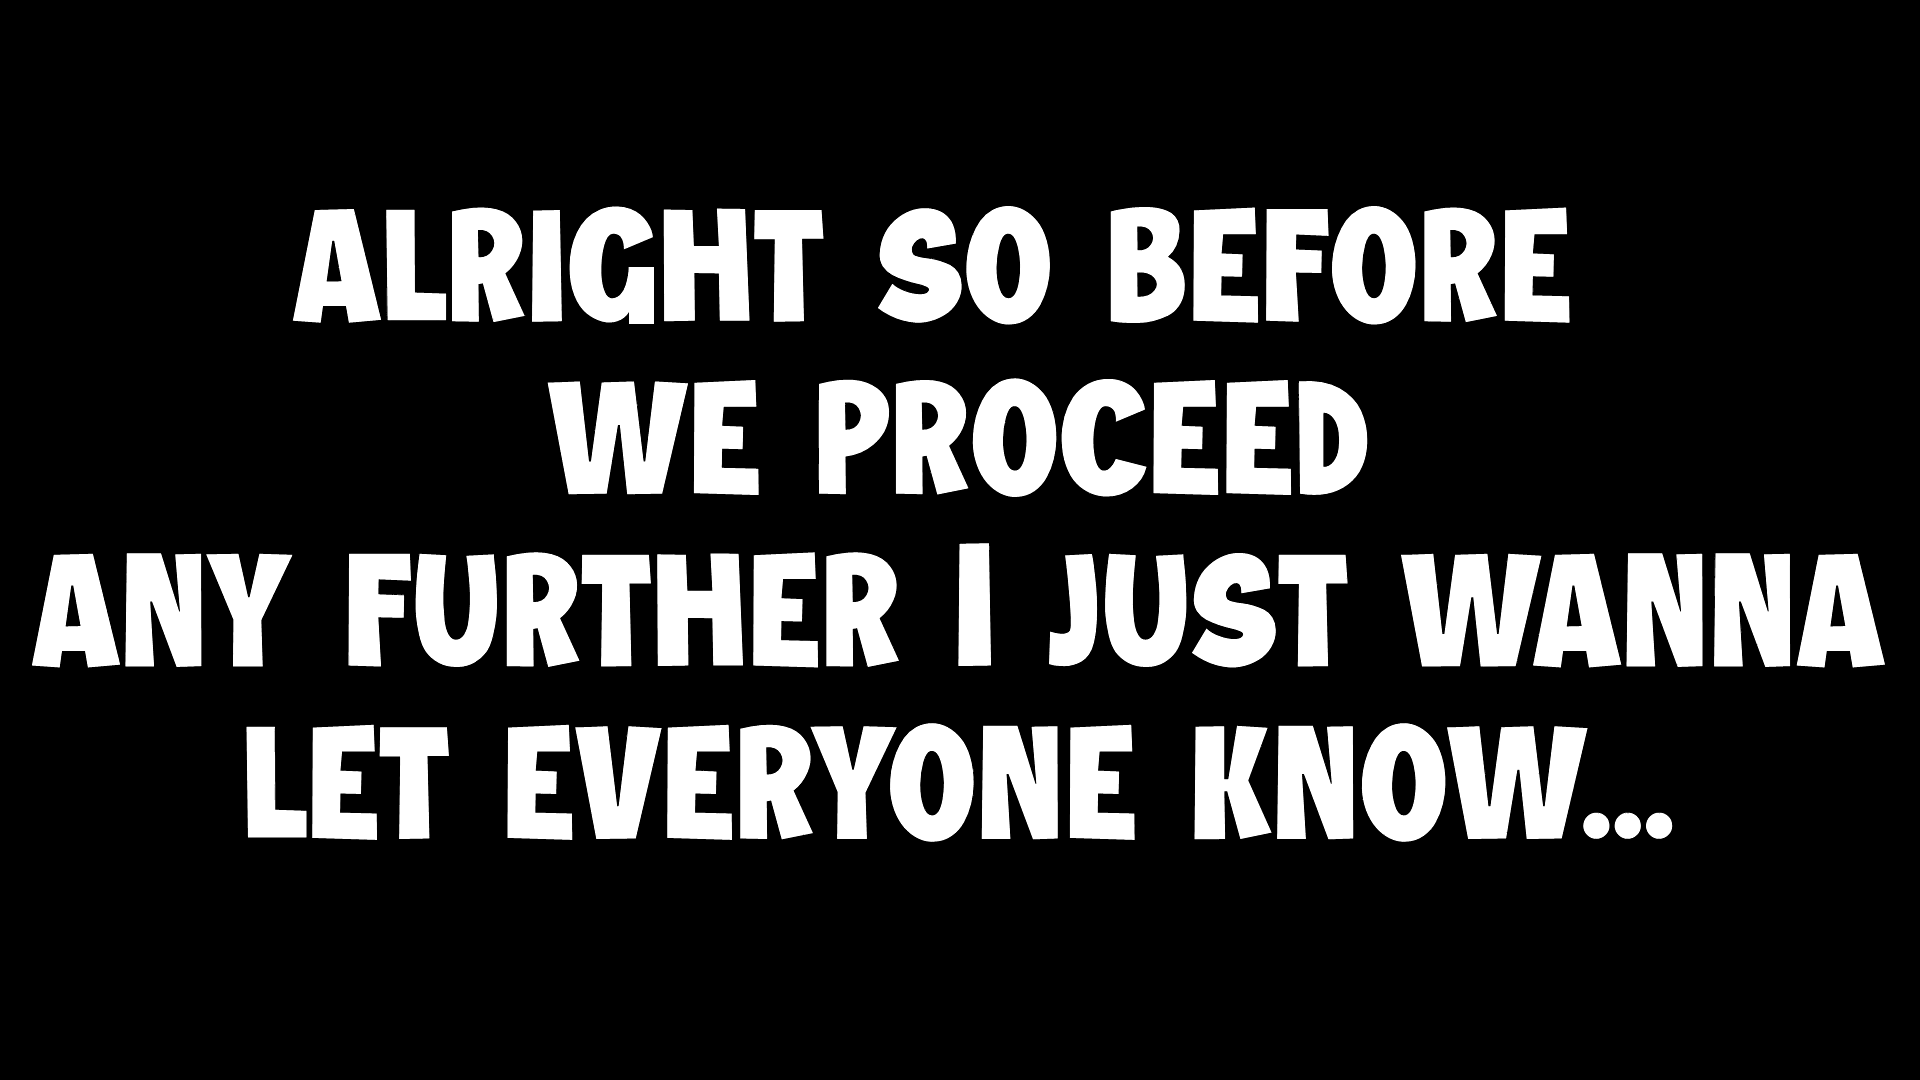 ALRIGHT SO BEFORE
WE PROCEED
ANY FURTHER I JUST WANNA
LET EVERYONE KNOW...